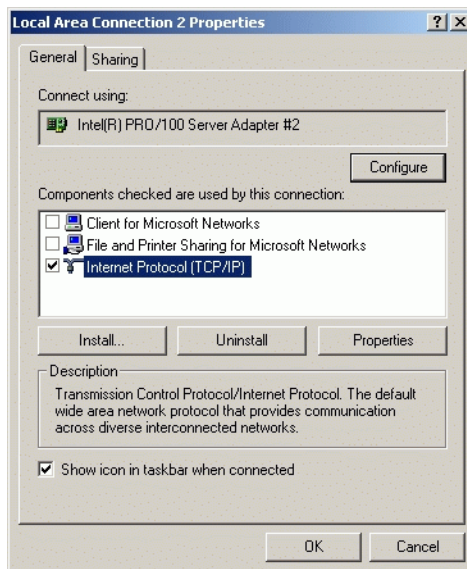 Local Area Connection 2 Properties
General
Sharing
Connect using:
Intel(R) PRO/100 Server Adapter #2
Configure
Components checked are used by this connection:
Client for Microsoft Networks
File and Printer Sharing for Microsoft Networks
Internet Protocol (TCP/IP)
Install...
Uninstall
Properties
Description
Transmission Control Protocol/Internet Protocol. The default
wide area network protocol that provides communication
across diverse interconnected networks.
Show icon in taskbar when connected
OK
Cancel